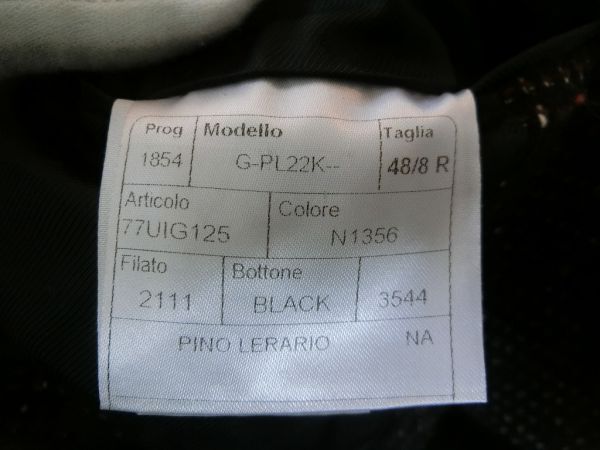 Prog Modello Taglia
1854 G-PL22K-- 48/8 R
Articolo Colore
77UIG125 N1356
Filato Bottone
2111 BLACK 3544
PINO LERARIO NA